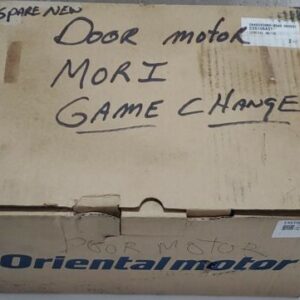 SPARE NEW
DOOR motor
MORI
GAME CHANGE
DOOR MOTOR
Orientalmotor